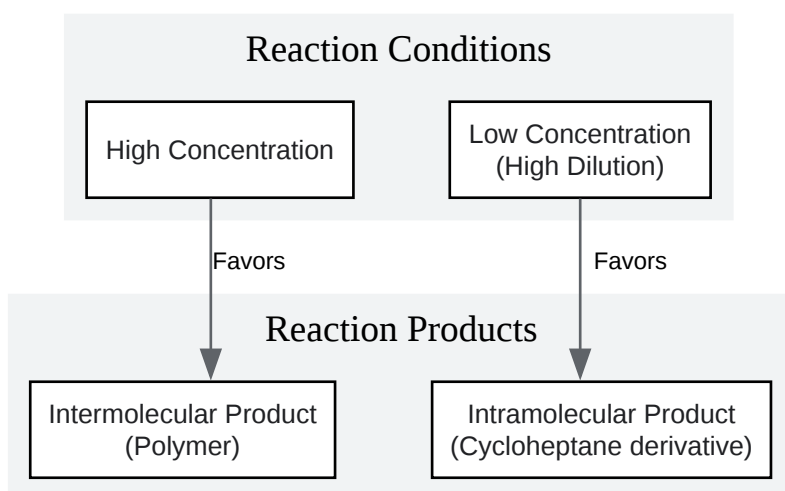 Reaction Conditions
High Concentration
Low Concentration
(High Dilution)
Favors
Favors
Reaction Products
Intermolecular Product
(Polymer)
Intramolecular Product
(Cycloheptane derivative)